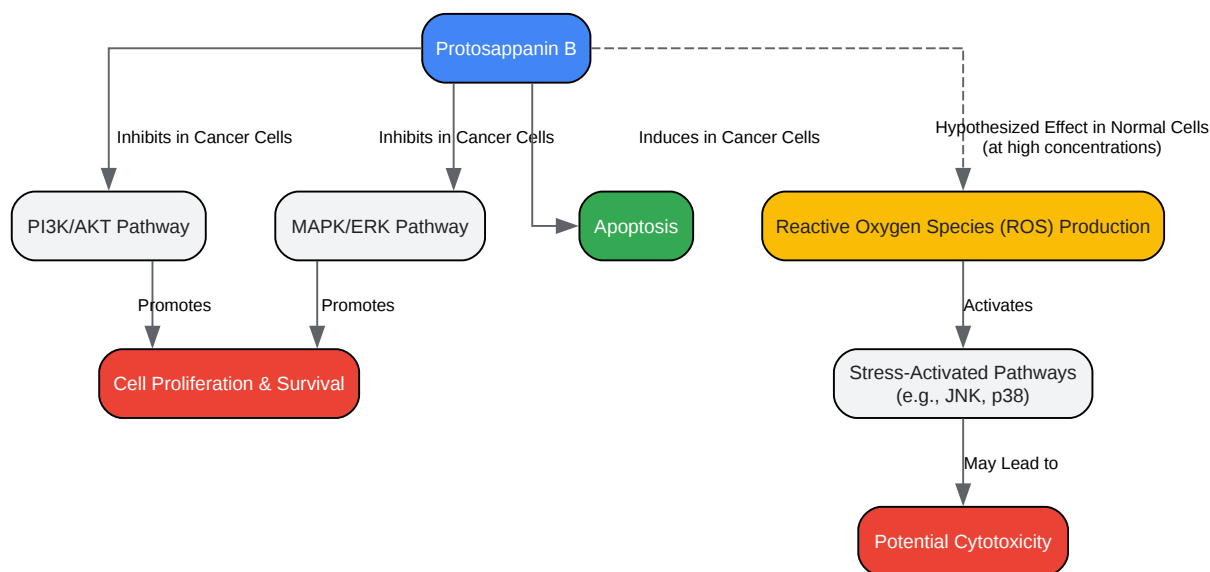 Protosappanin B
Inhibits in Cancer Cells
Inhibits in Cancer Cells
Induces in Cancer Cells
Hypothesized Effect in Normal Cells
(at high concentrations)
PI3K/AKT Pathway
MAPK/ERK Pathway
Apoptosis
Reactive Oxygen Species (ROS) Production
Promotes
Promotes
Activates
Cell Proliferation & Survival
Stress-Activated Pathways
(e.g., JNK, p38)
May Lead to
Potential Cytotoxicity